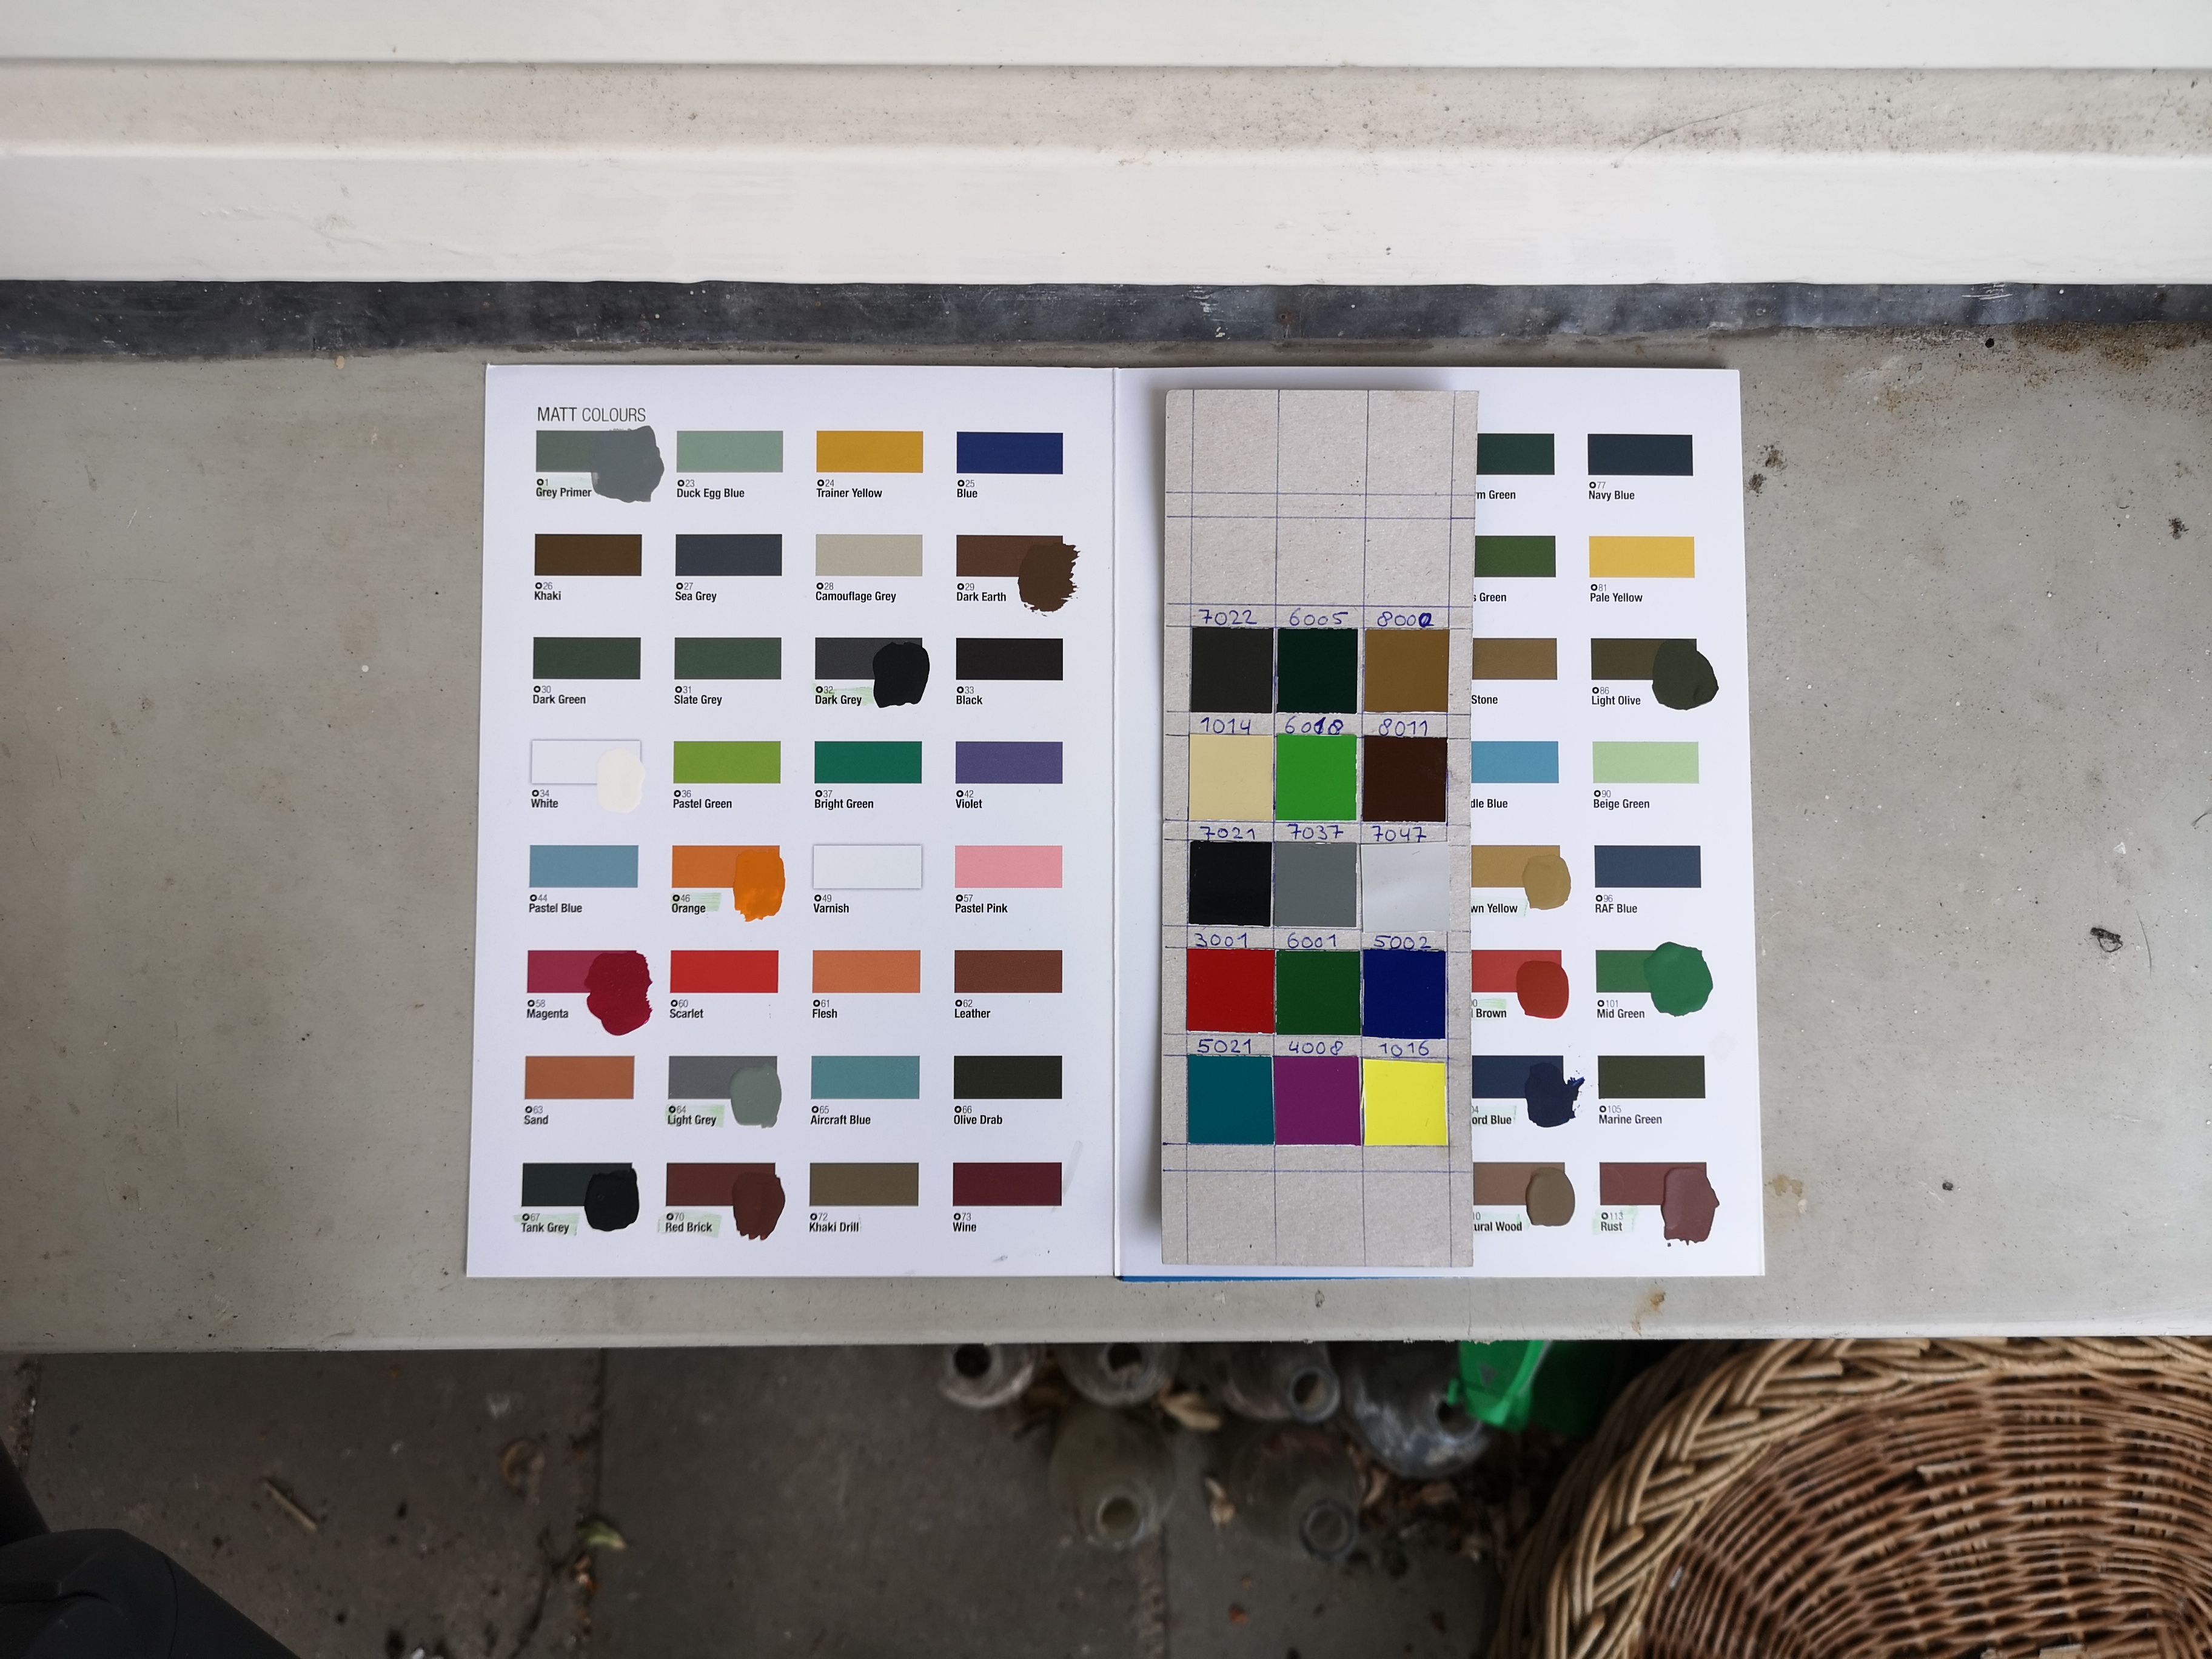 MATT COLOURS
1 23 24 25
Grey Primer Duck Egg Blue Trainer Yellow Blue
26 27 28 29
Khaki Sea Grey Camouflage Grey Dark Earth
30 31 32 33
Dark Green Slate Grey Dark Grey Black
34 36 37 42
White Pastel Green Bright Green Violet
44 46 49 57
Pastel Blue Orange Varnish Pastel Pink
58 60 61 62
Magenta Scarlet Flesh Leather
63 64 65 66
Sand Light Grey Aircraft Blue Olive Drab
67 70 72 73
Tank Grey Red Brick Khaki Drill Wine
7022 6005 8000
1014 6018 8011
7021 7037 7047
3001 6001 5002
5021 4008 1016
77
Green Navy Blue
81
Green Pale Yellow
86
Stone Light Olive
90
Blue Beige Green
96
Yellow RAF Blue
101
Brown Mid Green
105
Blue Marine Green
113
Wood Rust